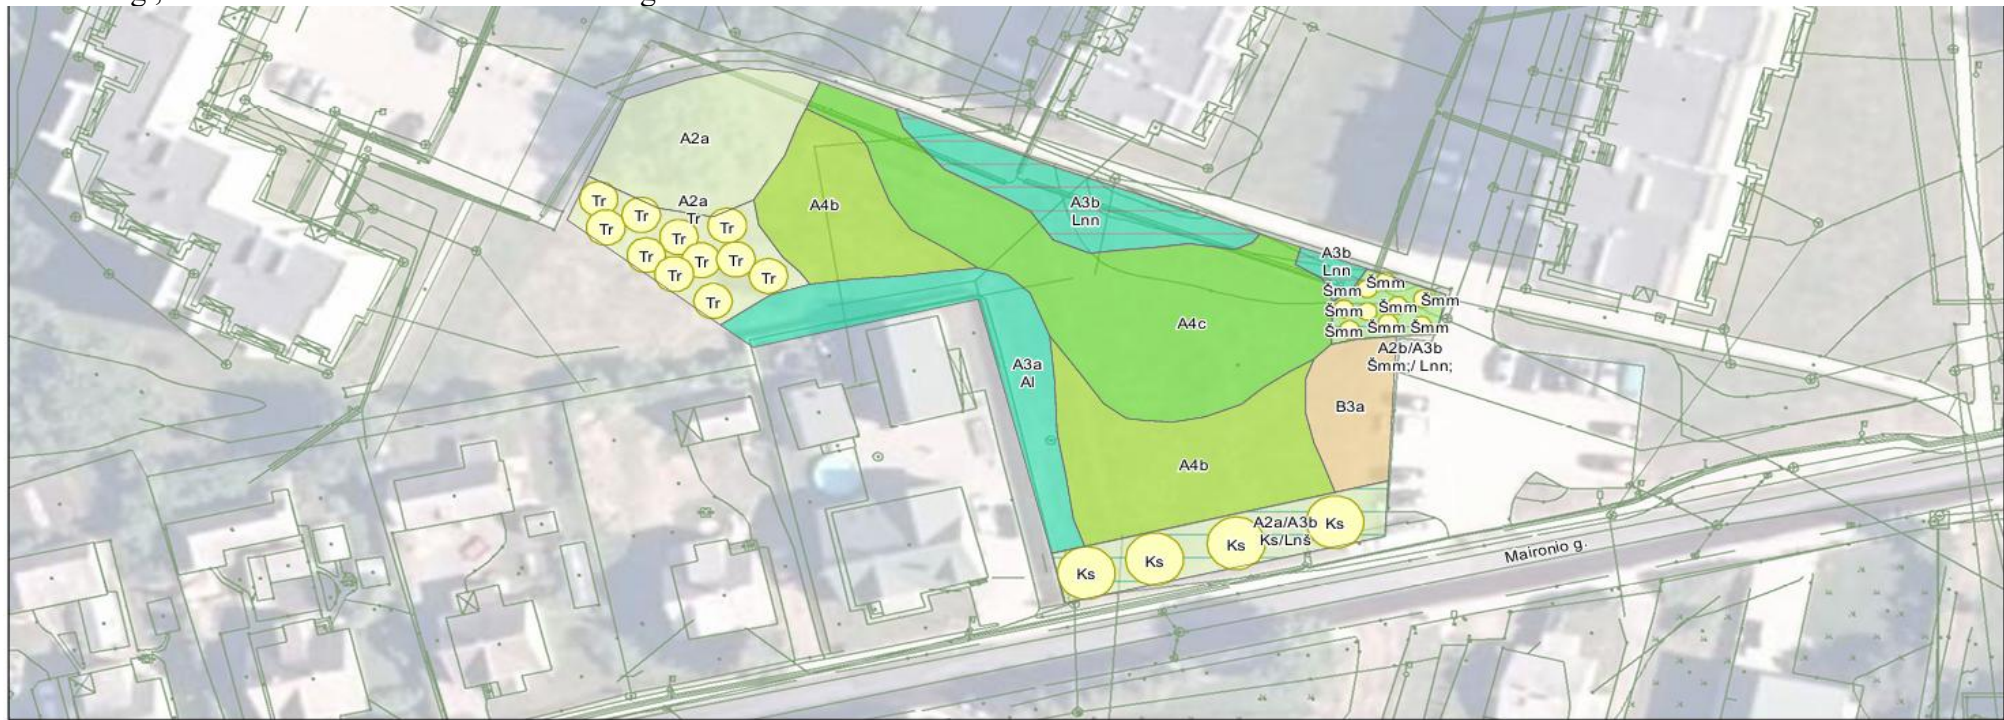 A2a
A2a
Tr
Tr
Tr
Tr
Tr
Tr
Tr
Tr
Tr
Tr
Tr
Tr
A4b
A3b
Lnn
A3b
Lnn
Šmm
Šmm
Šmm
Šmm
Šmm
Šmm
Šmm
Šmm
A2b/A3b
Šmm;/ Lnn;
A4c
A3a
Al
B3a
A4b
A2a/A3b
Ks/Lnš
Ks
Ks
Ks
Ks
Maironio g.